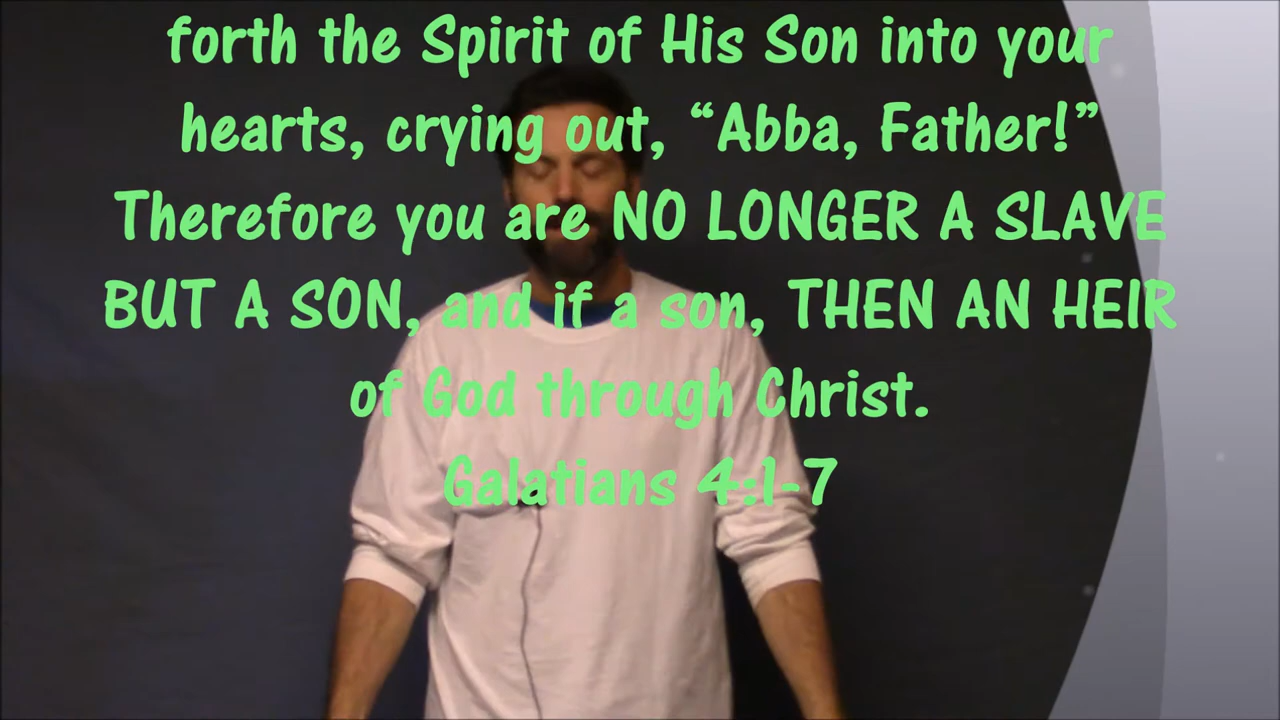 forth the Spirit of His Son into your
hearts, crying out, “Abba, Father!”
Therefore you are NO LONGER A SLAVE
BUT A SON, and if a son, THEN AN HEIR
of God through Christ.
Galatians 4:1-7